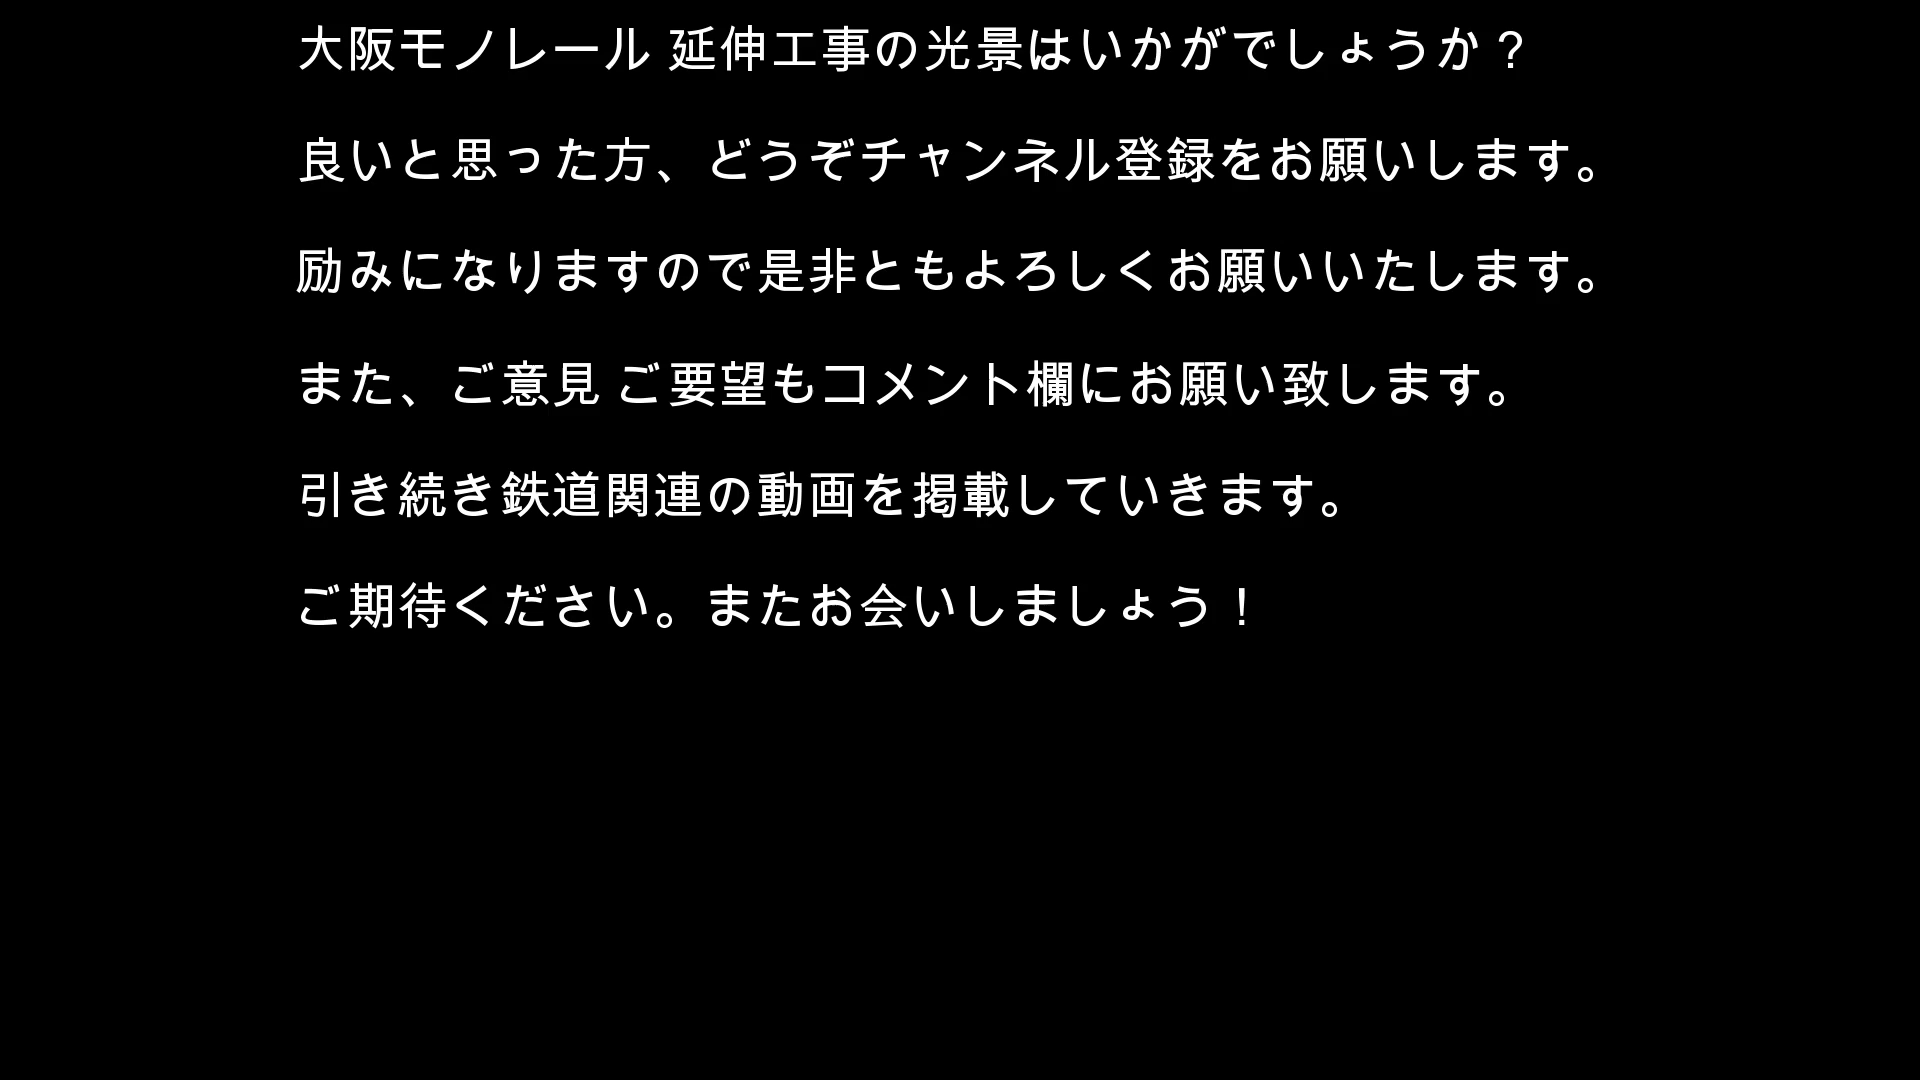 大阪モノレール 延伸工事の光景はいかがでしょうか？
良いと思った方、どうぞチャンネル登録をお願いします。
励みになりますので是非ともよろしくお願いいたします。
また、ご意見 ご要望もコメント欄にお願い致します。
引き続き鉄道関連の動画を掲載していきます。
ご期待ください。またお会いしましょう！